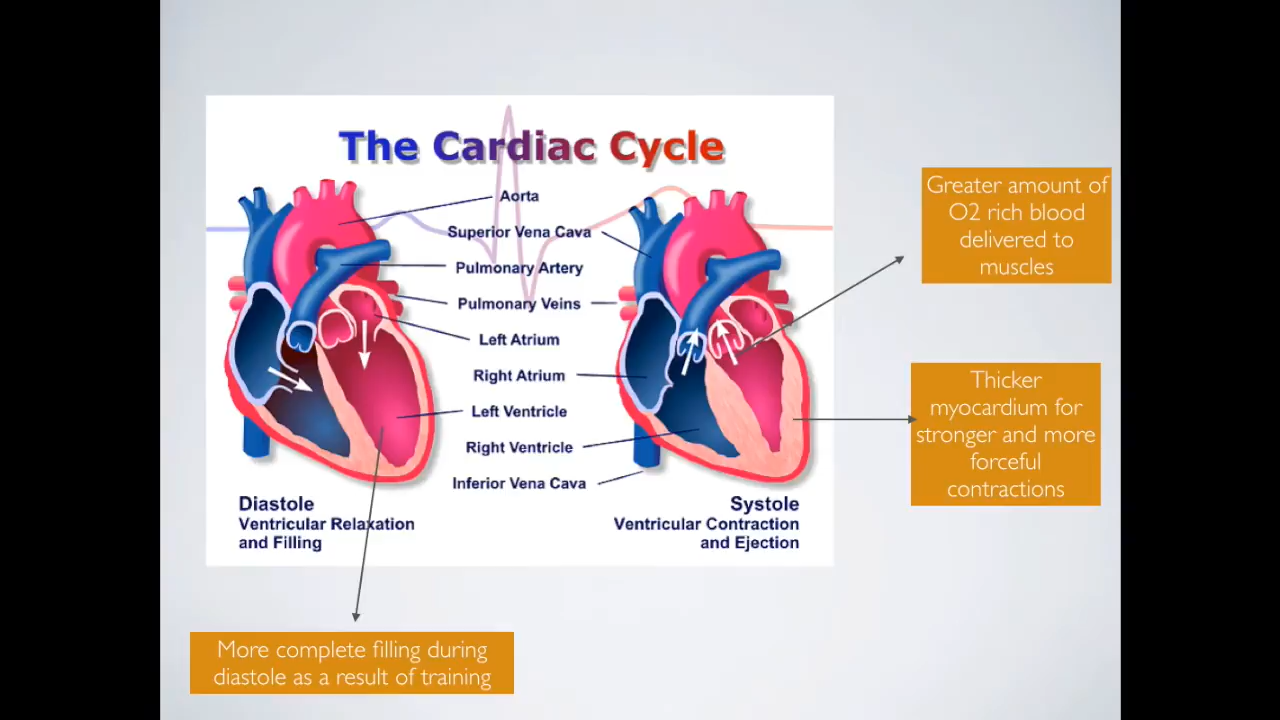 The Cardiac Cycle
Aorta
Superior Vena Cava
Pulmonary Artery
Pulmonary Veins
Left Atrium
Right Atrium
Left Ventricle
Right Ventricle
Inferior Vena Cava
Diastole
Ventricular Relaxation
and Filling
Systole
Ventricular Contraction
and Ejection
Greater amount of
O2 rich blood
delivered to
muscles
Thicker
myocardium for
stronger and more
forceful
contractions
More complete filling during
diastole as a result of training